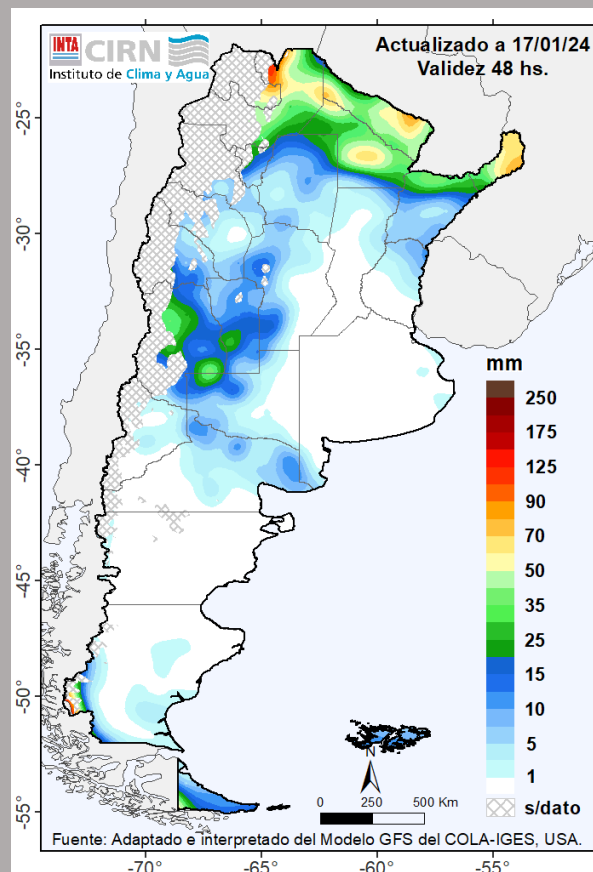 INTA CIRN
Instituto de Clima y Agua
Actualizado a 17/01/24
Validez 48 hs.
-25°
-30°
-35°
-40°
-45°
-50°
-55°
mm
250
175
125
90
70
50
35
25
15
10
5
1
s/dato
N
0 250 500 Km
Fuente: Adaptado e interpretado del Modelo GFS del COLA-IGES, USA.
-70° -65° -60° -55°